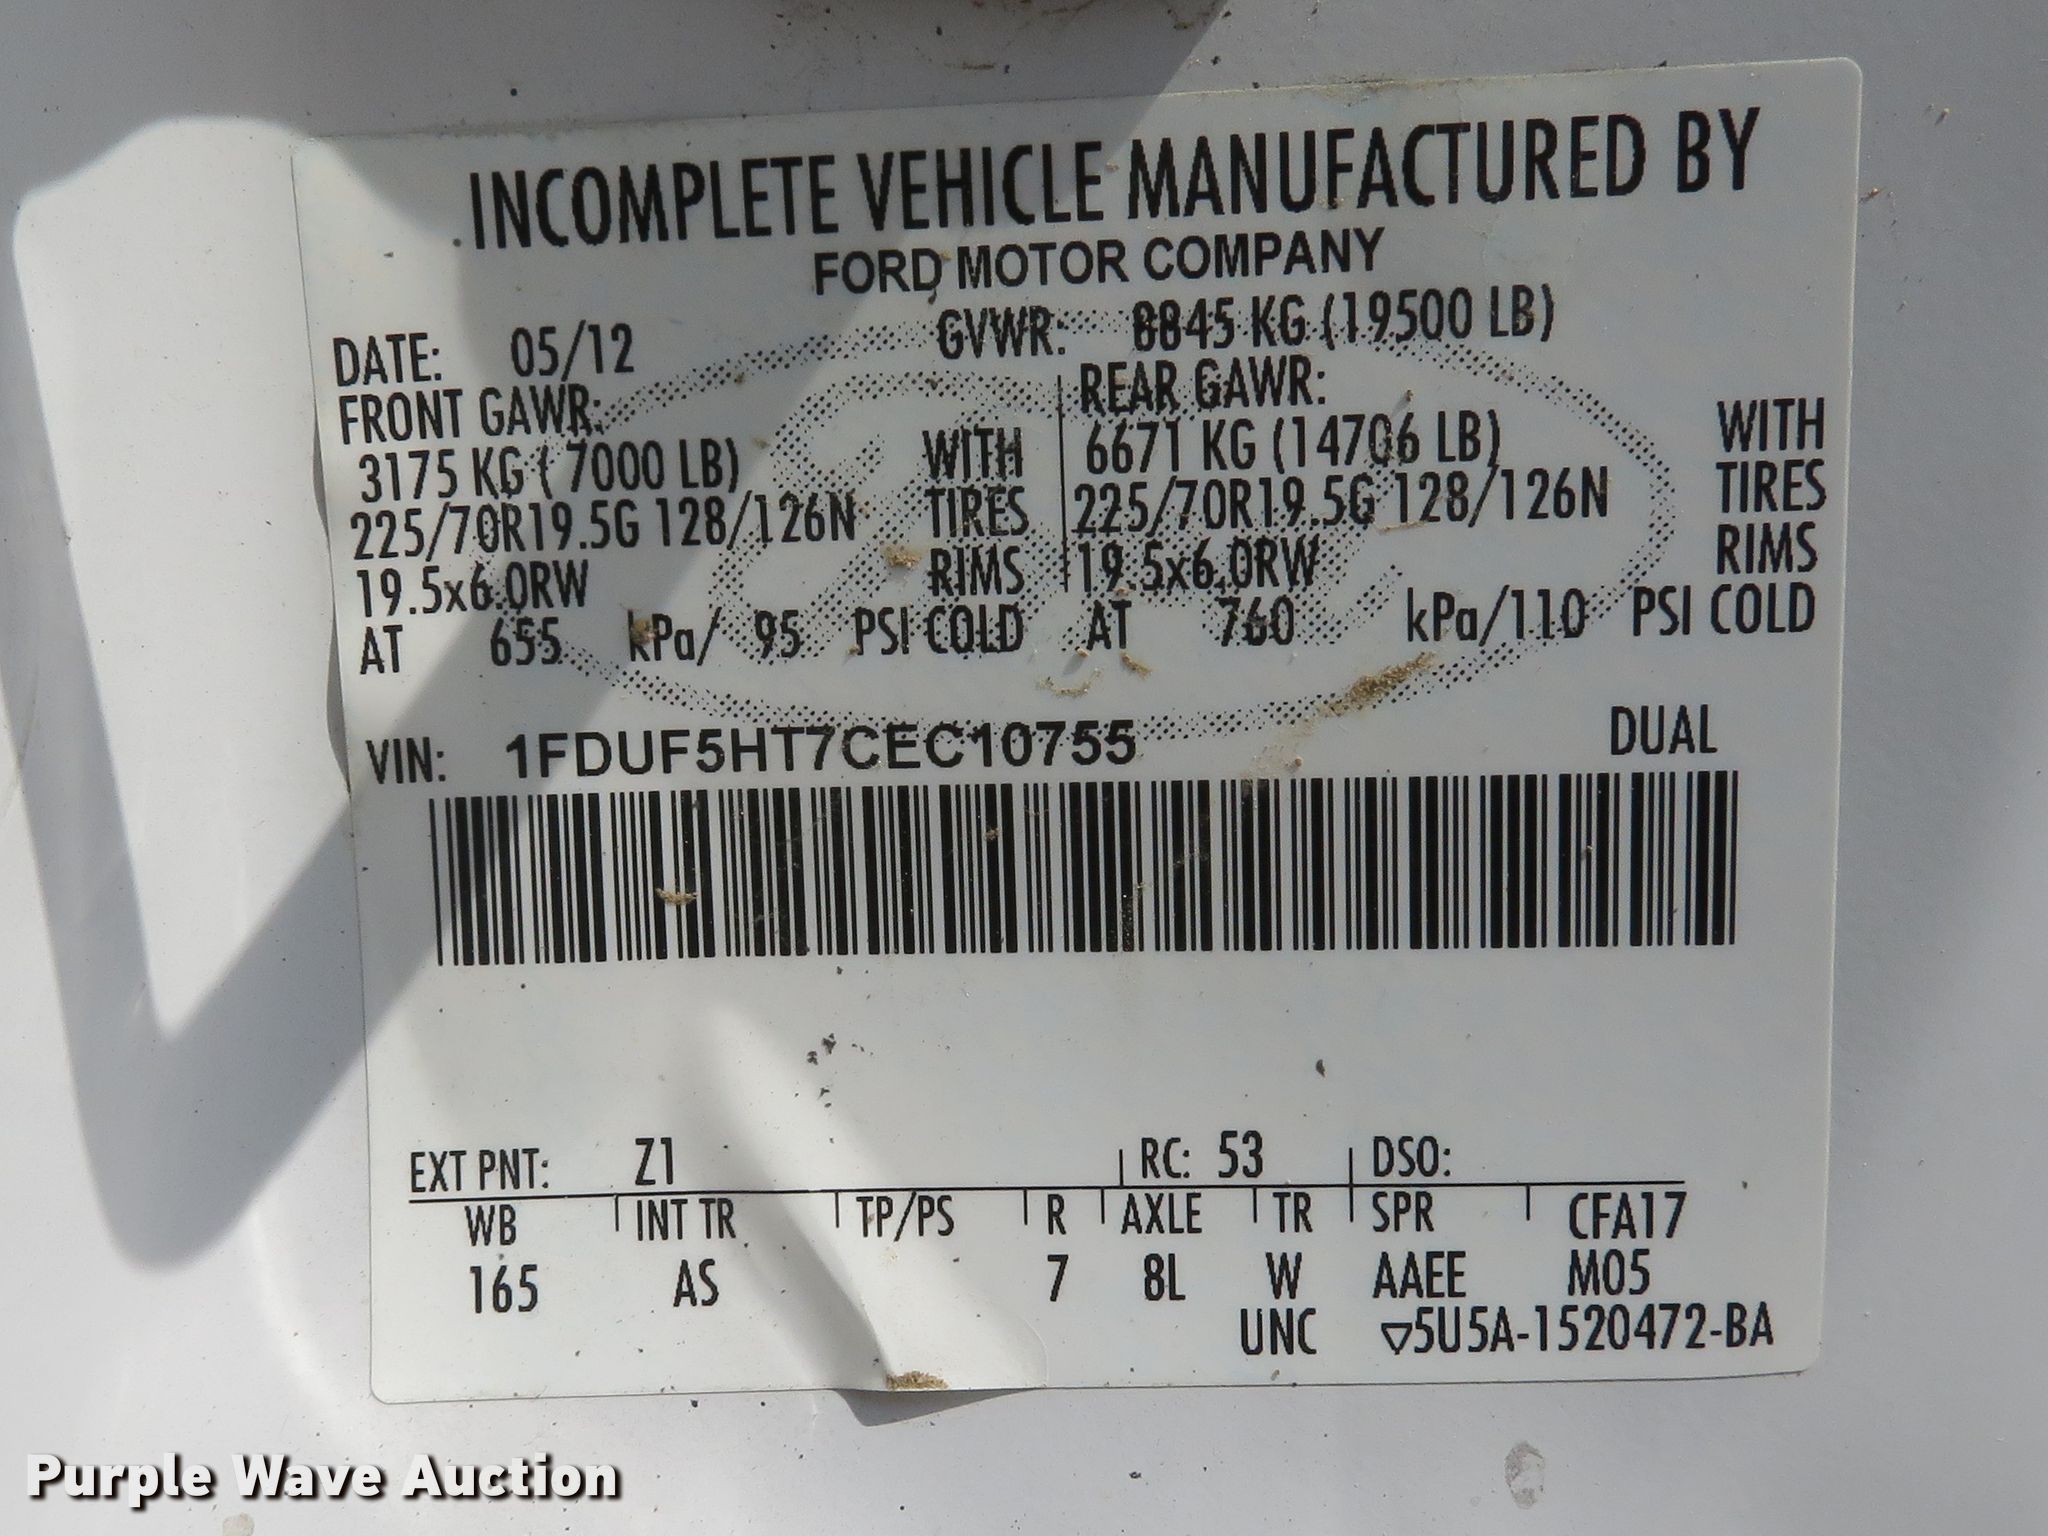 INCOMPLETE VEHICLE MANUFACTURED BY
FORD MOTOR COMPANY
DATE: 05/12 GVWR: 8845 KG (19500 LB)
FRONT GAWR: REAR GAWR:
3175 KG ( 7000 LB) WITH 6671 KG (14706 LB) WITH
225/70R19.5G 128/126N TIRES 225/70R19.5G 128/126N TIRES
19.5x6.0RW RIMS 19.5x6.0RW RIMS
AT 655 kPa/ 95 PSI COLD AT 760 kPa/110 PSI COLD
VIN: 1FDUF5HT7CEC10755 DUAL
EXT PNT: Z1 RC: 53 DSO:
WB INT TR TP/PS R AXLE TR SPR CFA17
165 AS 7 8L W AAEE M05
UNC ▽5U5A-1520472-BA
Purple Wave Auction